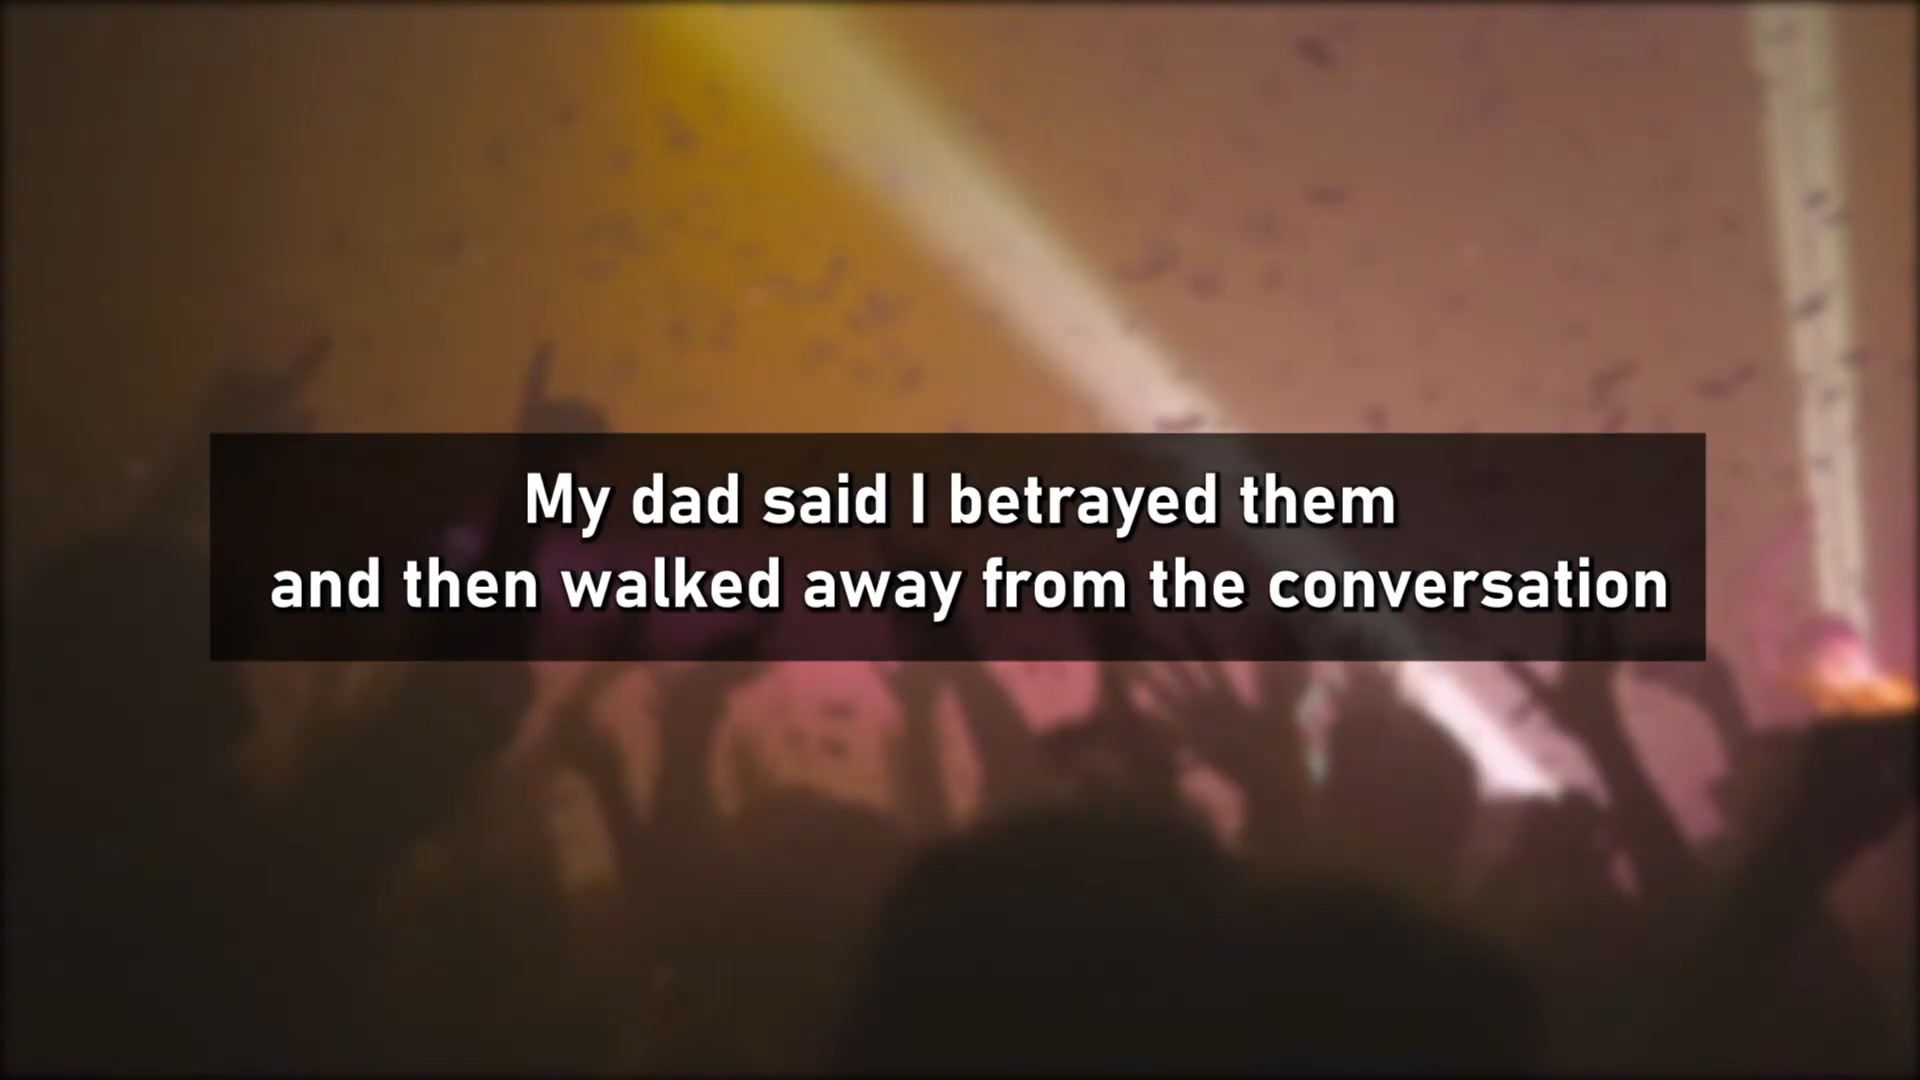 My dad said I betrayed them
and then walked away from the conversation